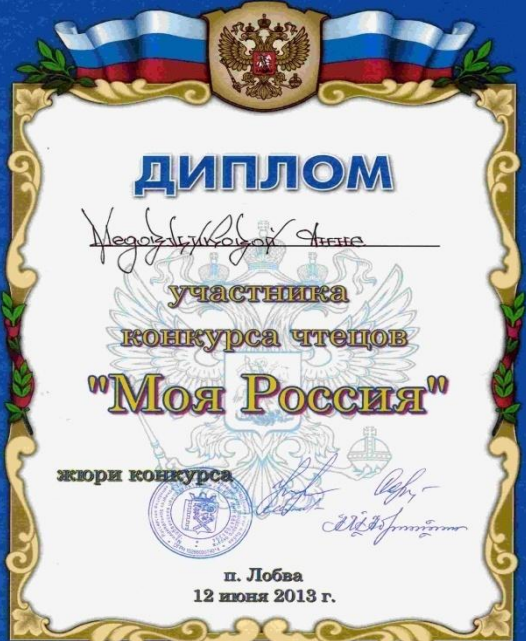 ДИПЛОМ
Анне
участника
конкурса чтецов
"Моя Россия"
жюри конкурса
п. Лобва
12 июня 2013 г.